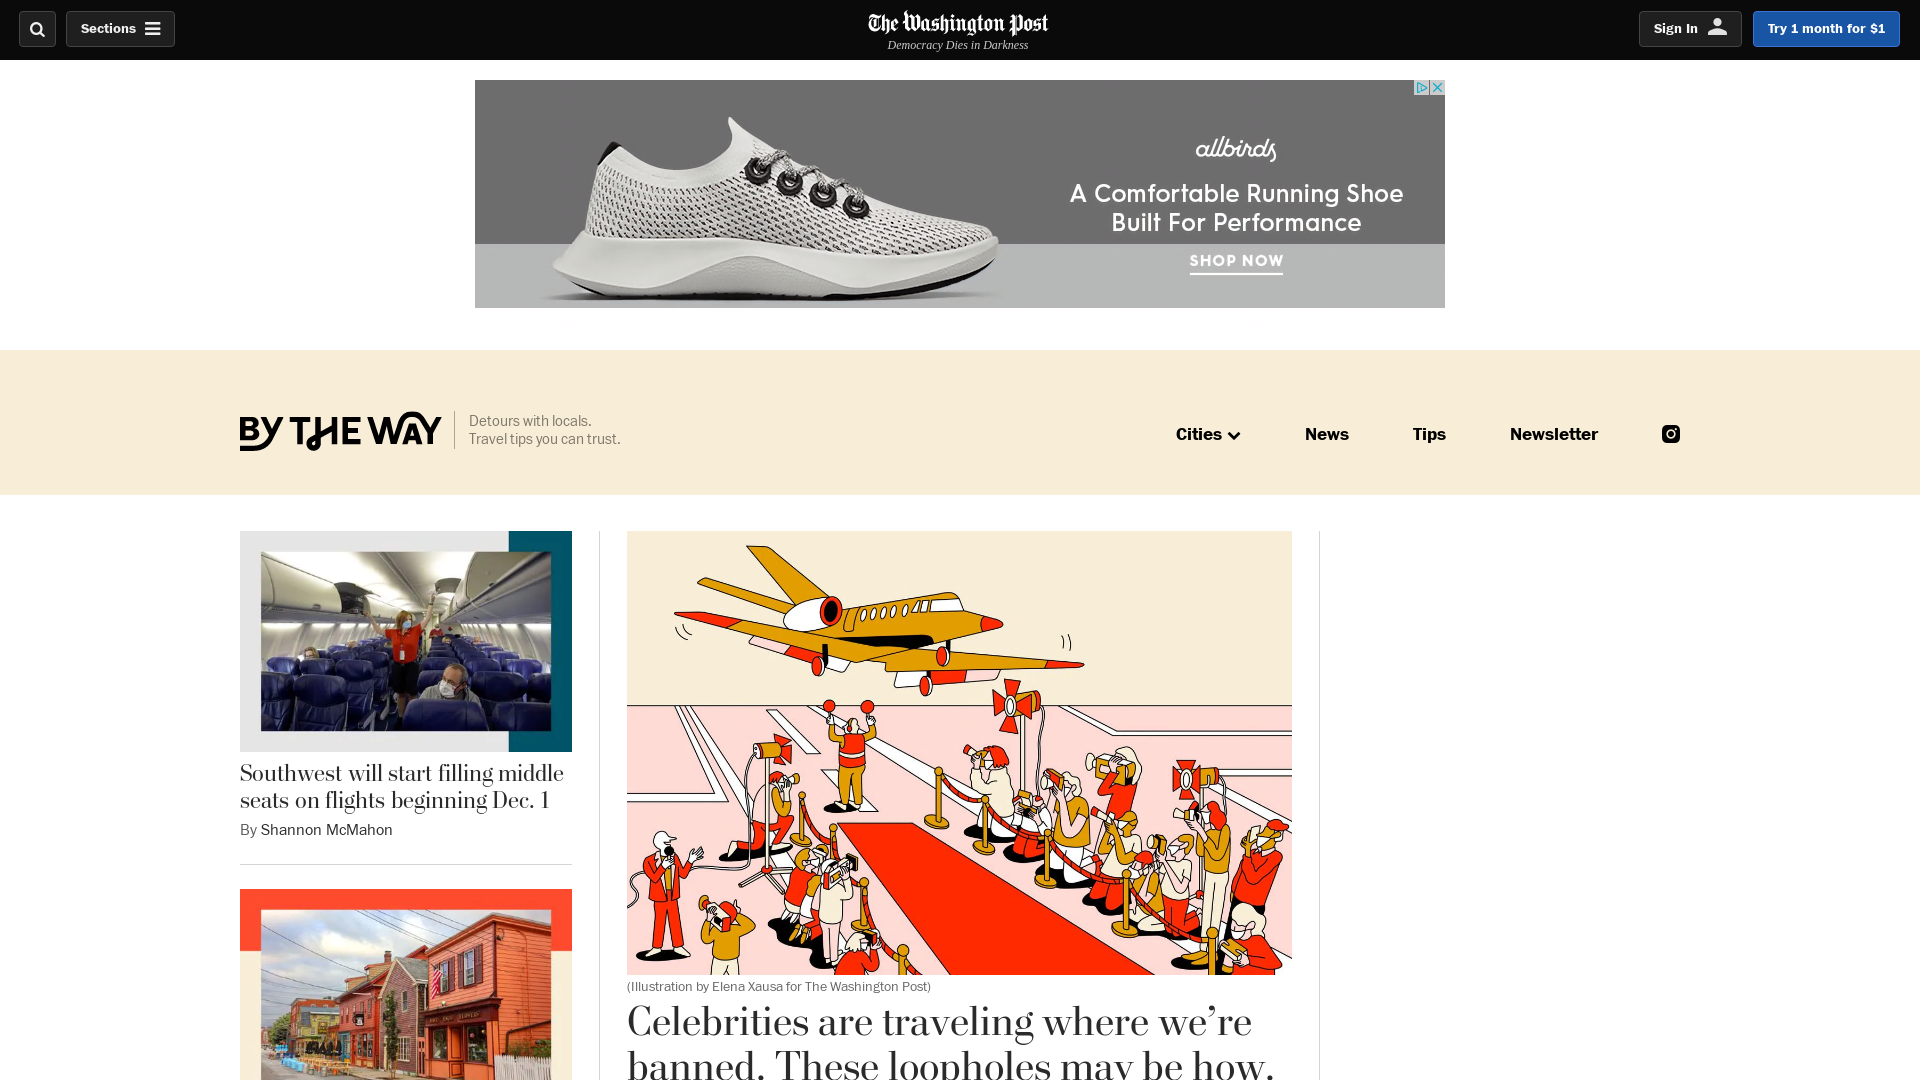 Sections
The Washington Post
Democracy Dies in Darkness
Sign In
Try 1 month for $1
allbirds
A Comfortable Running Shoe
Built For Performance
SHOP NOW
BY THE WAY
Detours with locals.
Travel tips you can trust.
Cities
News
Tips
Newsletter
Southwest will start filling middle
seats on flights beginning Dec. 1
By Shannon McMahon
(Illustration by Elena Xausa for The Washington Post)
Celebrities are traveling where we’re
banned. These loopholes may be how.